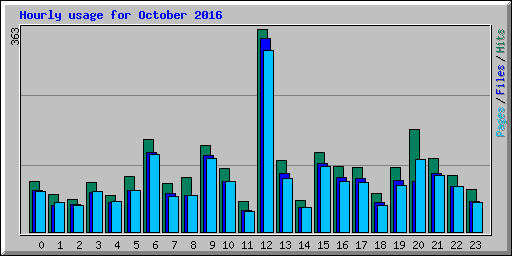 Hourly usage for October 2016
363
Pages / Files / Hits
0 1 2 3 4 5 6 7 8 9 10 11 12 13 14 15 16 17 18 19 20 21 22 23